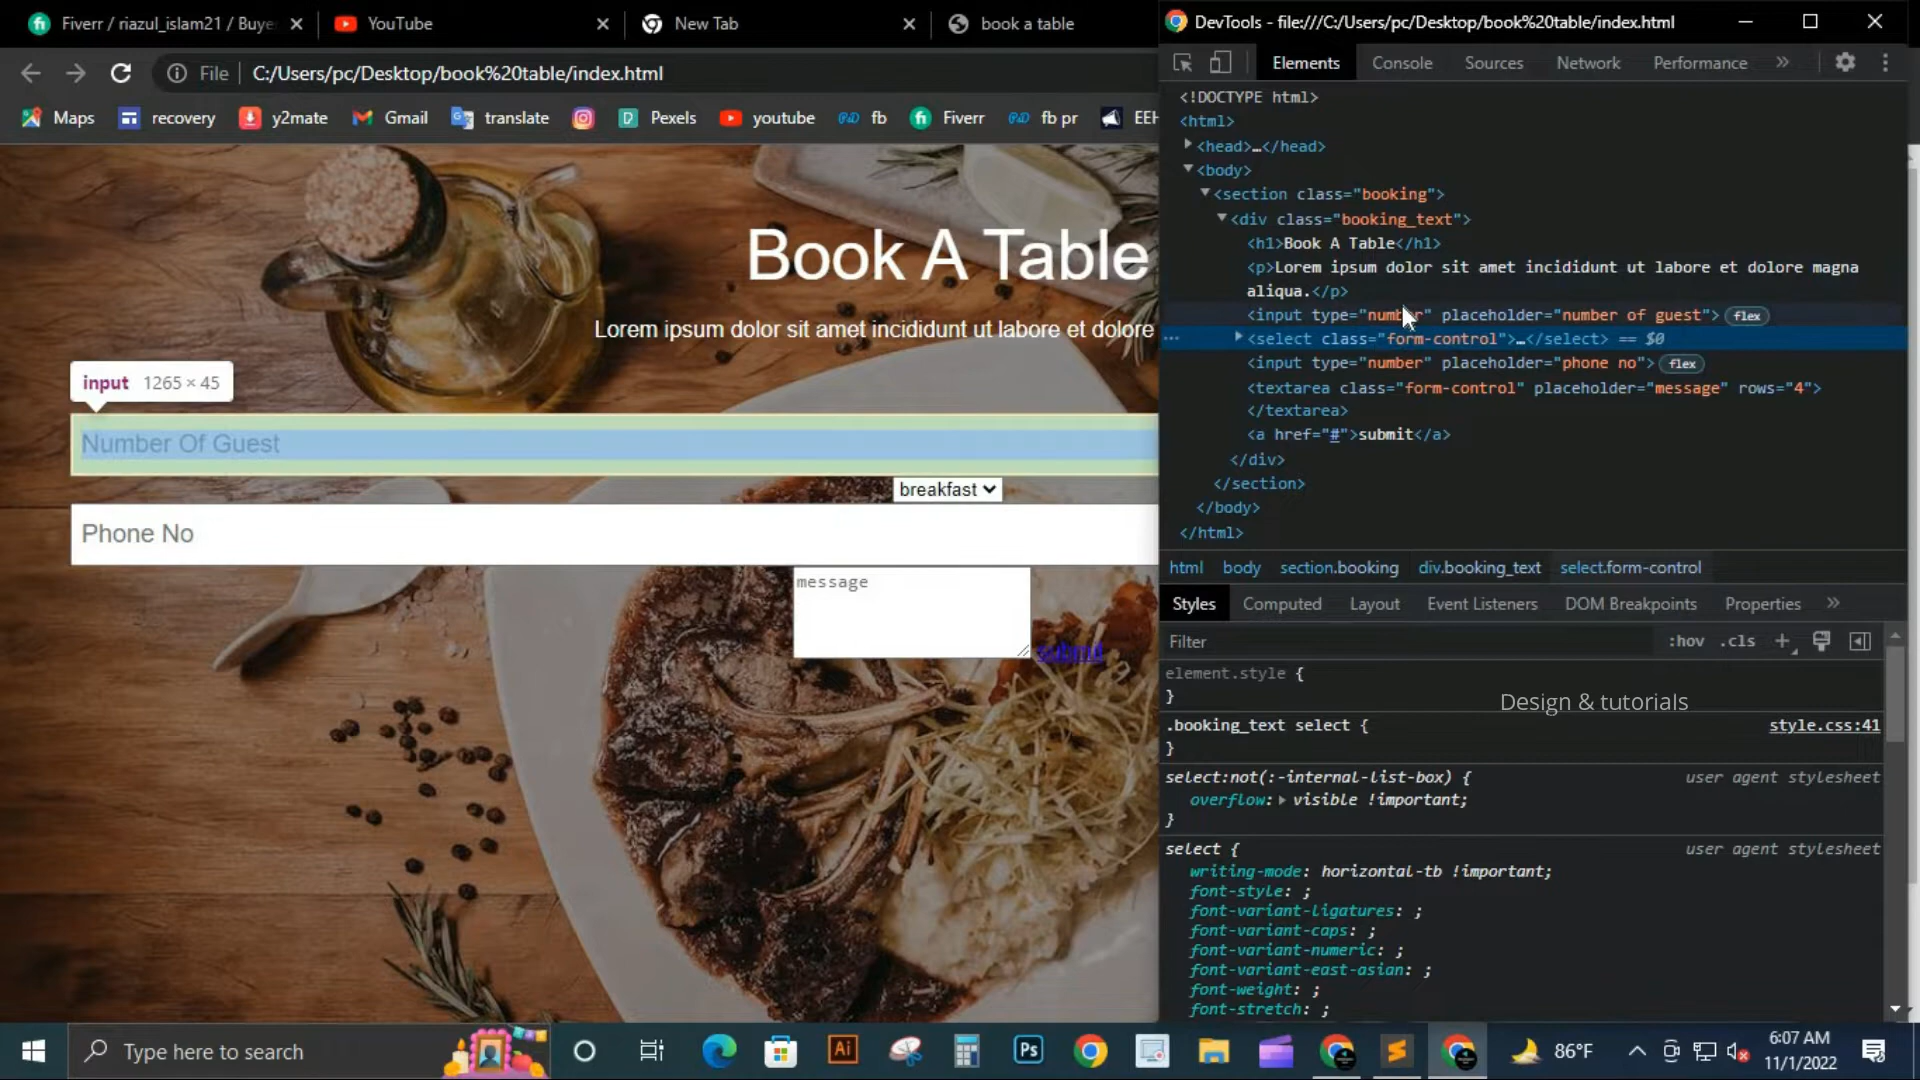 Fiverr / riazul_islam21 / Buye
YouTube
New Tab
book a table
File
C:/Users/pc/Desktop/book%20table/index.html
Maps
recovery
y2mate
Gmail
translate
Pexels
youtube
fb
Fiverr
fb pr
EEH
Book A Table
Lorem ipsum dolor sit amet incididunt ut labore et dolore
input 1265 × 45
Number Of Guest
breakfast
Phone No
message
submit
DevTools - file:///C:/Users/pc/Desktop/book%20table/index.html
Elements
Console
Sources
Network
Performance
<!DOCTYPE html>
<html>
<head>…</head>
<body>
<section class="booking">
<div class="booking_text">
<h1>Book A Table</h1>
<p>Lorem ipsum dolor sit amet incididunt ut labore et dolore magna
aliqua.</p>
<input type="number" placeholder="number of guest"> flex
<select class="form-control">…</select> == $0
<input type="number" placeholder="phone no"> flex
<textarea class="form-control" placeholder="message" rows="4">
</textarea>
<a href="#">submit</a>
</div>
</section>
</body>
</html>
html body section.booking div.booking_text select.form-control
Styles
Computed
Layout
Event Listeners
DOM Breakpoints
Properties
Filter
:hov .cls
element.style {
}
Design & tutorials
.booking_text select {
style.css:41
}
select:not(:-internal-list-box) {
user agent stylesheet
overflow: visible !important;
}
select {
user agent stylesheet
writing-mode: horizontal-tb !important;
font-style: ;
font-variant-ligatures: ;
font-variant-caps: ;
font-variant-numeric: ;
font-variant-east-asian: ;
font-weight: ;
font-stretch: ;
Type here to search
Ai
Ps
86°F
6:07 AM
11/1/2022